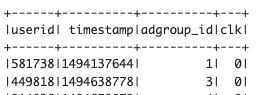 +------+----------+----------+---+
|userid| timestamp|adgroup_id|clk|
+------+----------+----------+---+
|581738|1494137644| 1| 0|
|449818|1494638778| 3| 0|